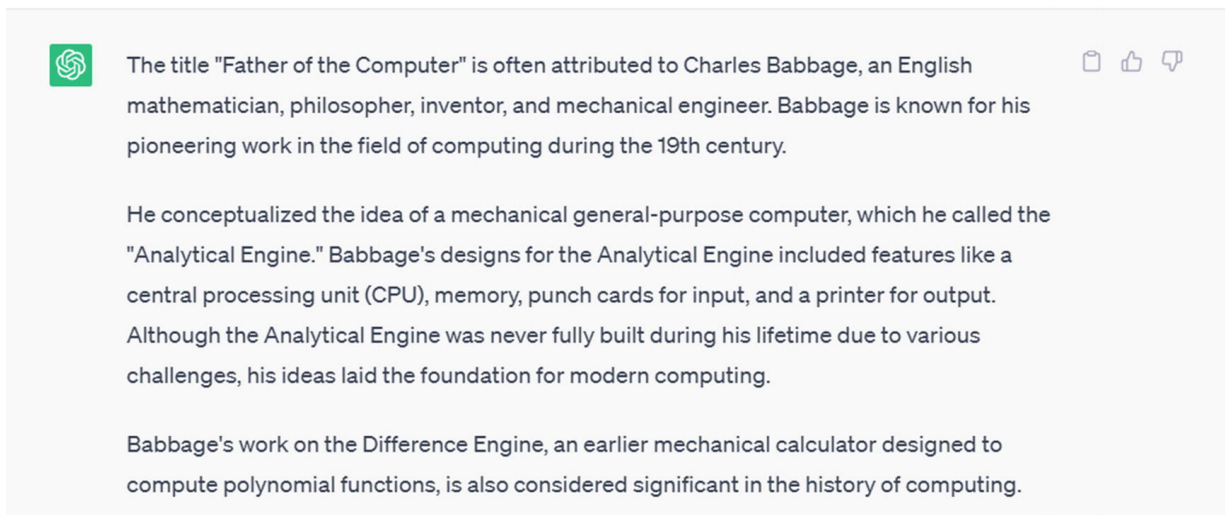 The title "Father of the Computer" is often attributed to Charles Babbage, an English
mathematician, philosopher, inventor, and mechanical engineer. Babbage is known for his
pioneering work in the field of computing during the 19th century.
He conceptualized the idea of a mechanical general-purpose computer, which he called the
"Analytical Engine." Babbage's designs for the Analytical Engine included features like a
central processing unit (CPU), memory, punch cards for input, and a printer for output.
Although the Analytical Engine was never fully built during his lifetime due to various
challenges, his ideas laid the foundation for modern computing.
Babbage's work on the Difference Engine, an earlier mechanical calculator designed to
compute polynomial functions, is also considered significant in the history of computing.